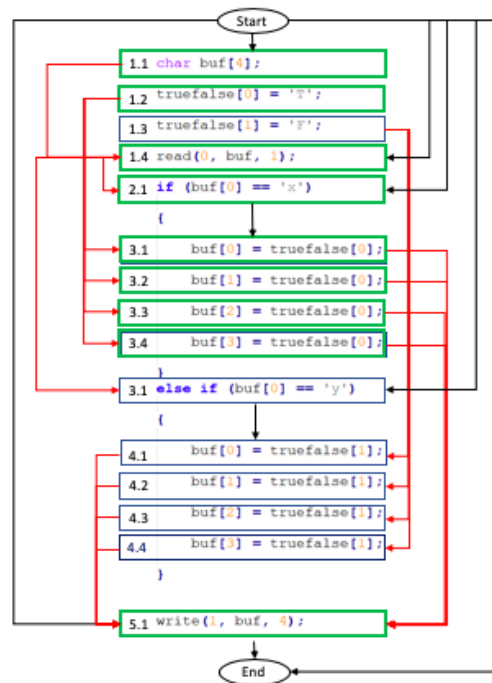 Start
1.1 char buf[4];
1.2 truefalse[0] = 'T';
1.3 truefalse[1] = 'F';
1.4 read(0, buf, 1);
2.1 if (buf[0] == 'x')
{
3.1 buf[0] = truefalse[0];
3.2 buf[1] = truefalse[0];
3.3 buf[2] = truefalse[0];
3.4 buf[3] = truefalse[0];
}
3.1 else if (buf[0] == 'y')
{
4.1 buf[0] = truefalse[1];
4.2 buf[1] = truefalse[1];
4.3 buf[2] = truefalse[1];
4.4 buf[3] = truefalse[1];
}
5.1 write(1, buf, 4);
End